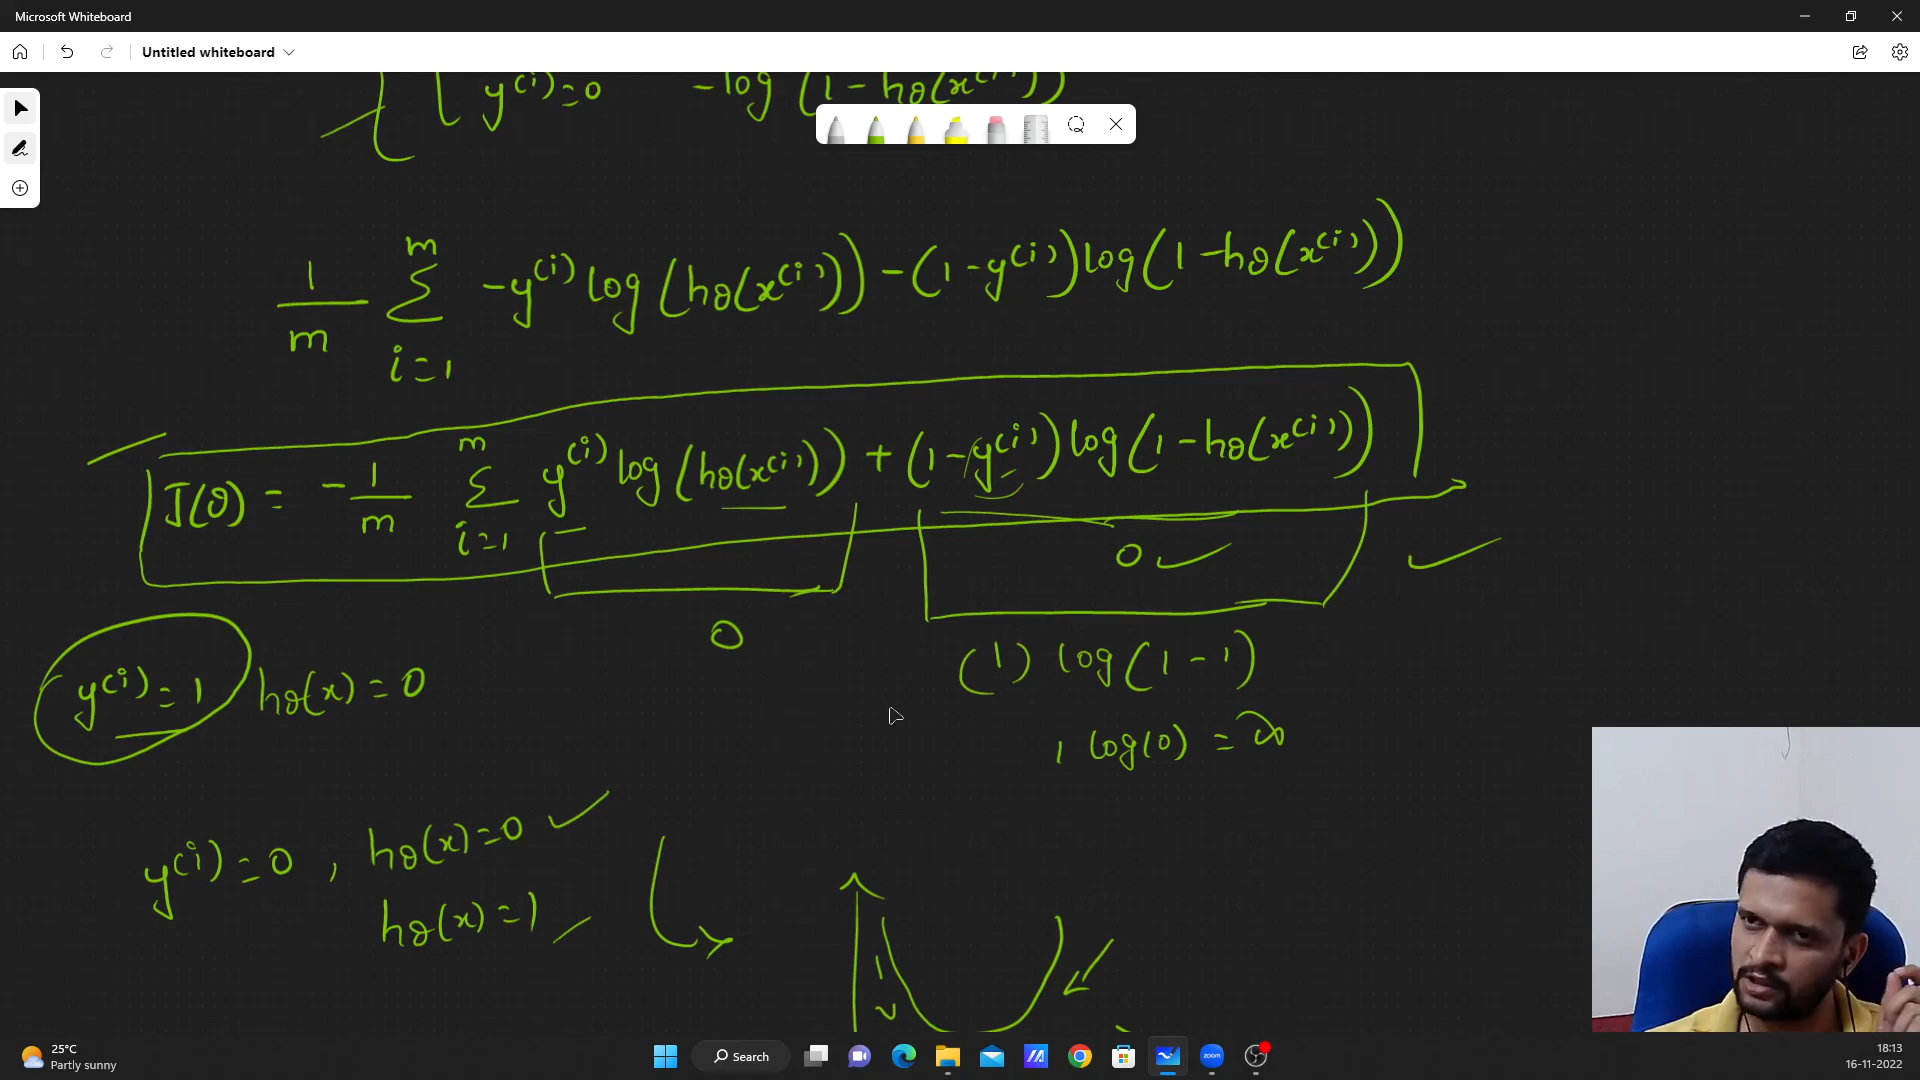 Microsoft Whiteboard
Untitled whiteboard
y^(i)=0 -log (1 - hθ(x^(i)))
1/m Σ_{i=1}^{m} -y^(i) log (hθ(x^(i))) - (1-y^(i)) log(1-hθ(x^(i)))
J(θ) = -1/m Σ_{i=1}^{m} y^(i) log (hθ(x^(i))) + (1-y^(i)) log(1-hθ(x^(i)))
0
0
y^(i)=1 hθ(x)=0
(1) log(1-1)
1 log(0) = ∞
y^(i)=0, hθ(x)=0
hθ(x)=1
25°C
Partly sunny
Search
zoom
18:13
16-11-2022